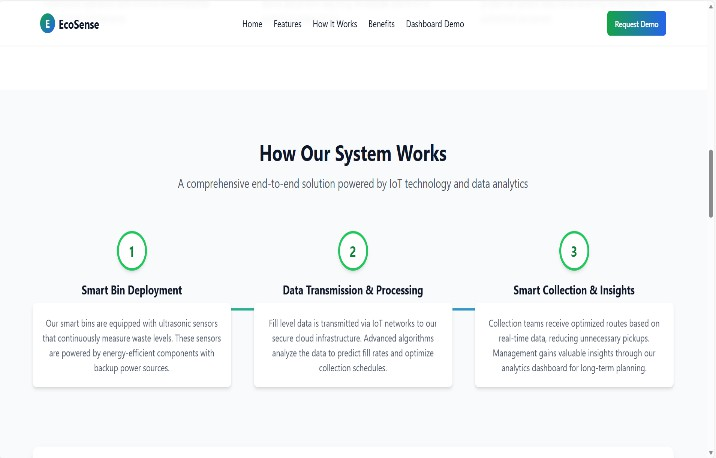 E EcoSense
Home Features How It Works Benefits Dashboard Demo
Request Demo
How Our System Works
A comprehensive end-to-end solution powered by IoT technology and data analytics
1
2
3
Smart Bin Deployment
Our smart bins are equipped with ultrasonic sensors
that continuously measure waste levels. These sensors
are powered by energy-efficient components with
backup power sources.
Data Transmission & Processing
Fill level data is transmitted via IoT networks to our
secure cloud infrastructure. Advanced algorithms
analyze the data to predict fill rates and optimize
collection schedules.
Smart Collection & Insights
Collection teams receive optimized routes based on
real-time data, reducing unnecessary pickups.
Management gains valuable insights through our
analytics dashboard for long-term planning.